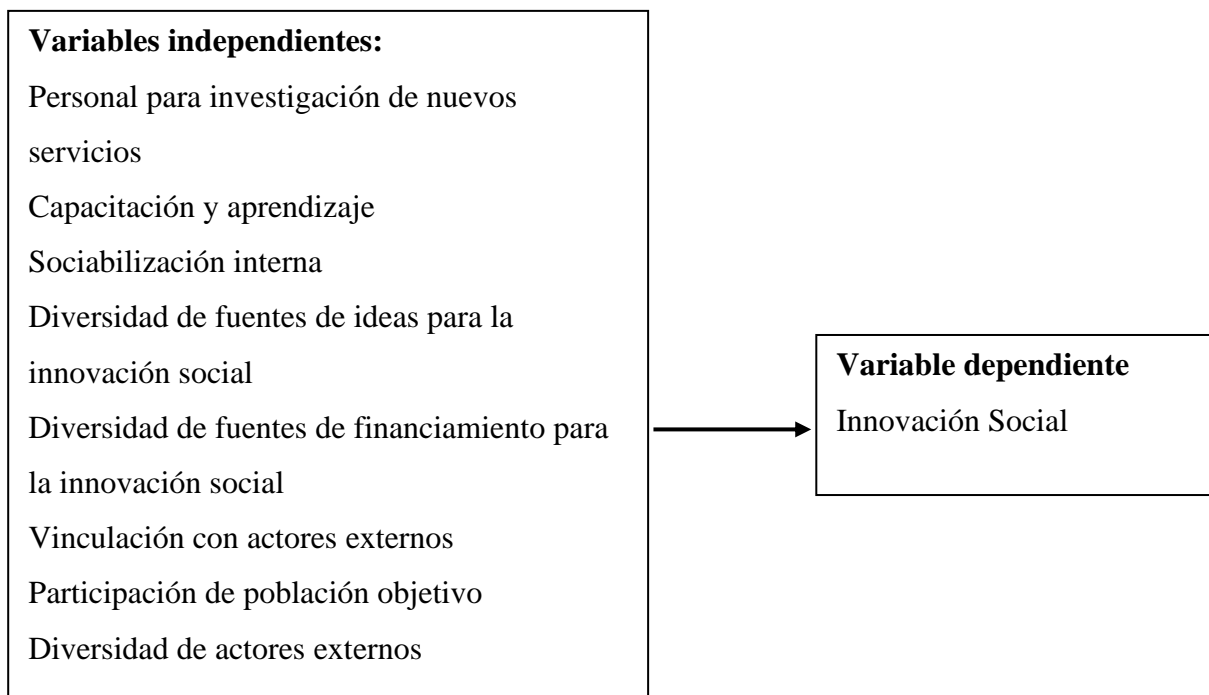 Variables independientes:
Personal para investigación de nuevos
servicios
Capacitación y aprendizaje
Sociabilización interna
Diversidad de fuentes de ideas para la
innovación social
Diversidad de fuentes de financiamiento para
la innovación social
Vinculación con actores externos
Participación de población objetivo
Diversidad de actores externos
Variable dependiente
Innovación Social